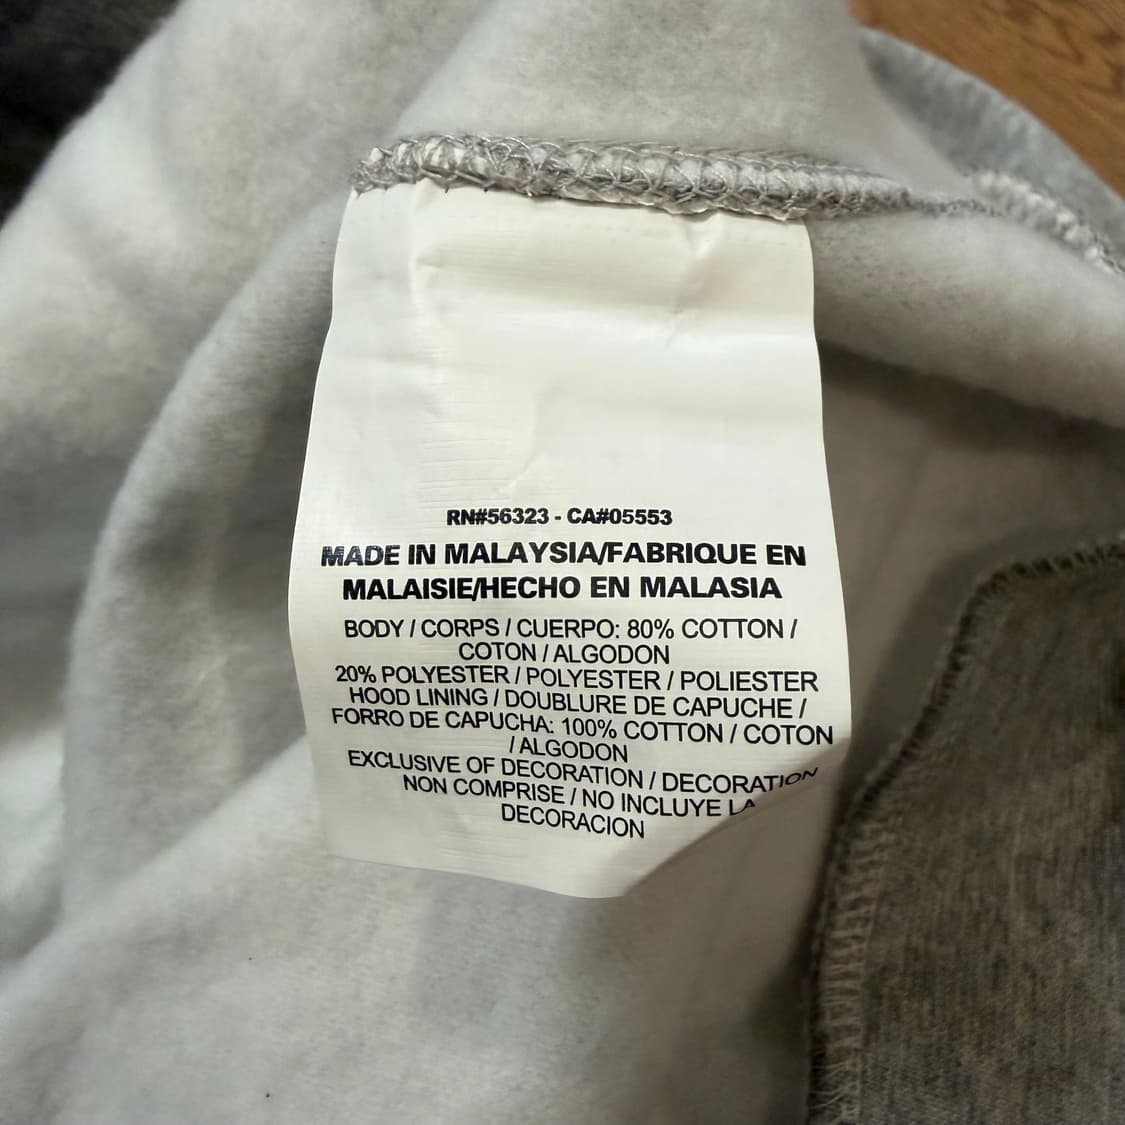 RN#56323 - CA#05553
MADE IN MALAYSIA/FABRIQUE EN
MALAISIE/HECHO EN MALASIA
BODY / CORPS / CUERPO: 80% COTTON /
COTON / ALGODON
20% POLYESTER / POLYESTER / POLIESTER
HOOD LINING / DOUBLURE DE CAPUCHE /
FORRO DE CAPUCHA: 100% COTTON / COTON
/ ALGODON
EXCLUSIVE OF DECORATION / DECORATION
NON COMPRISE / NO INCLUYE LA
DECORACION